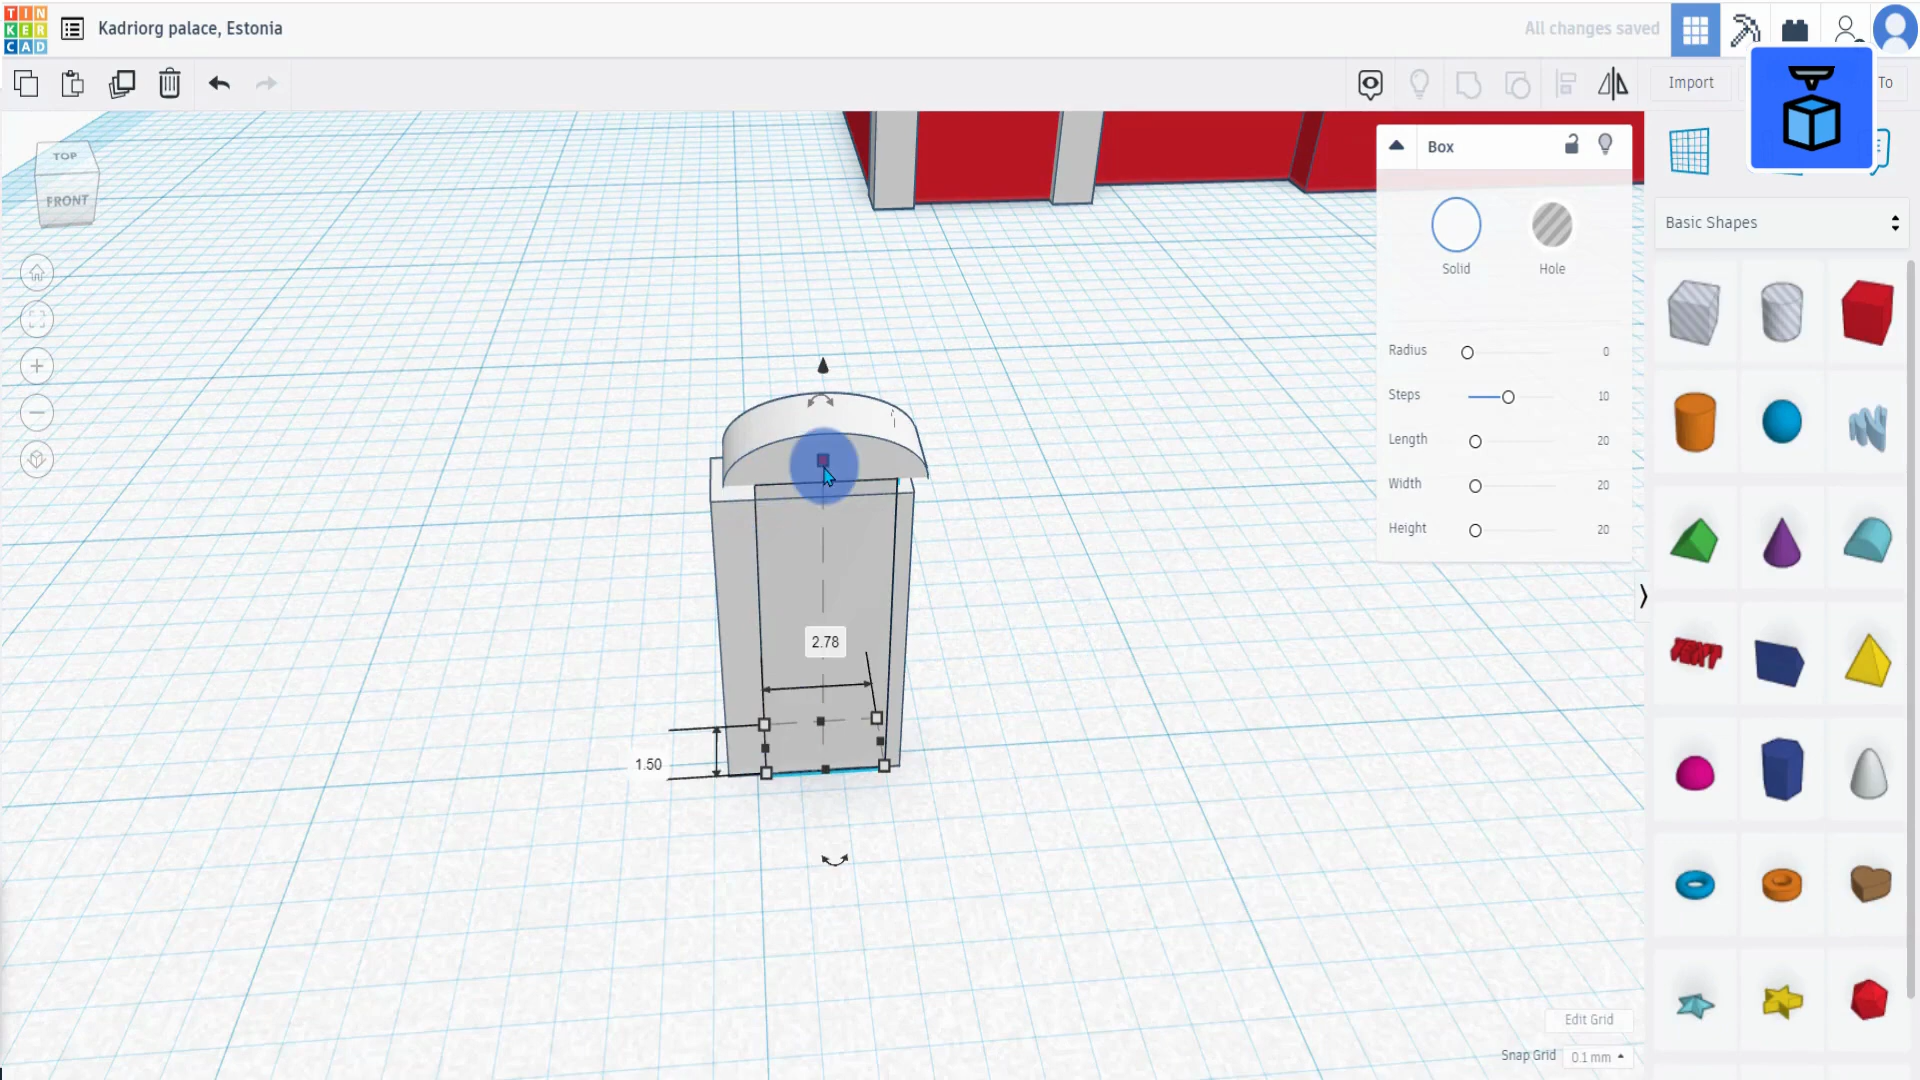 TIN
KER
CAD
Kadriorg palace, Estonia
All changes saved
Import
To
TOP
FRONT
Box
Solid
Hole
Radius
0
Steps
10
Length
20
Width
20
Height
20
Basic Shapes
TEXT
2.78
1.50
Edit Grid
Snap Grid
0.1 mm